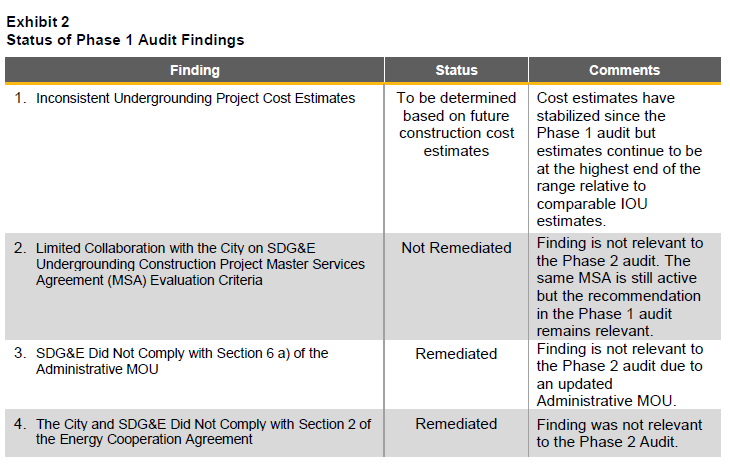 Exhibit 2
Status of Phase 1 Audit Findings
Finding
Status
Comments
1. Inconsistent Undergrounding Project Cost Estimates
To be determined
based on future
construction cost
estimates
Cost estimates have
stabilized since the
Phase 1 audit but
estimates continue to be
at the highest end of the
range relative to
comparable IOU
estimates.
2. Limited Collaboration with the City on SDG&E
Undergrounding Construction Project Master Services
Agreement (MSA) Evaluation Criteria
Not Remediated
Finding is not relevant to
the Phase 2 audit. The
same MSA is still active
but the recommendation
in the Phase 1 audit
remains relevant.
3. SDG&E Did Not Comply with Section 6 a) of the
Administrative MOU
Remediated
Finding is not relevant to
the Phase 2 audit due to
an updated
Administrative MOU.
4. The City and SDG&E Did Not Comply with Section 2 of
the Energy Cooperation Agreement
Remediated
Finding was not relevant
to the Phase 2 Audit.